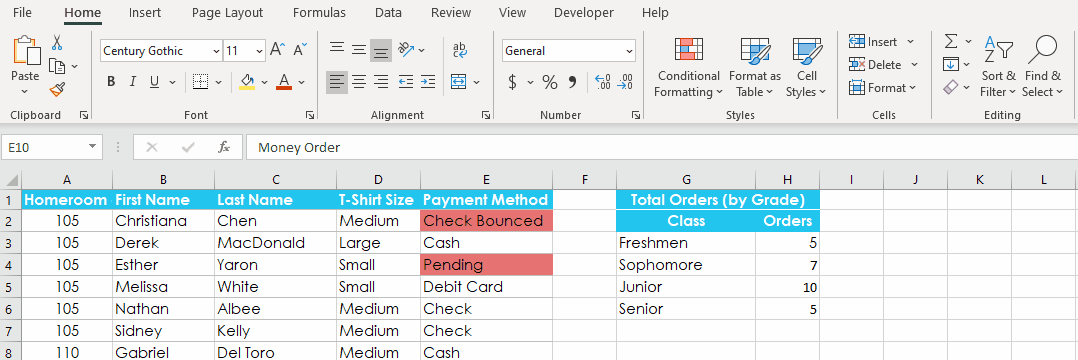 File Home Insert Page Layout Formulas Data Review View Developer Help
Century Gothic 11 A A ab General Insert Σ A Z
Paste B I U A $ % , Conditional Formatting Format as Table Cell Styles Delete Sort & Filter Find & Select
Format
Clipboard Font Alignment Number Styles Cells Editing
E10 fx Money Order
A B C D E F G H I J K L
1 Homeroom First Name Last Name T-Shirt Size Payment Method Total Orders (by Grade)
2 105 Christiana Chen Medium Check Bounced Class Orders
3 105 Derek MacDonald Large Cash Freshmen 5
4 105 Esther Yaron Small Pending Sophomore 7
5 105 Melissa White Small Debit Card Junior 10
6 105 Nathan Albee Medium Check Senior 5
7 105 Sidney Kelly Medium Check
8 110 Gabriel Del Toro Medium Cash